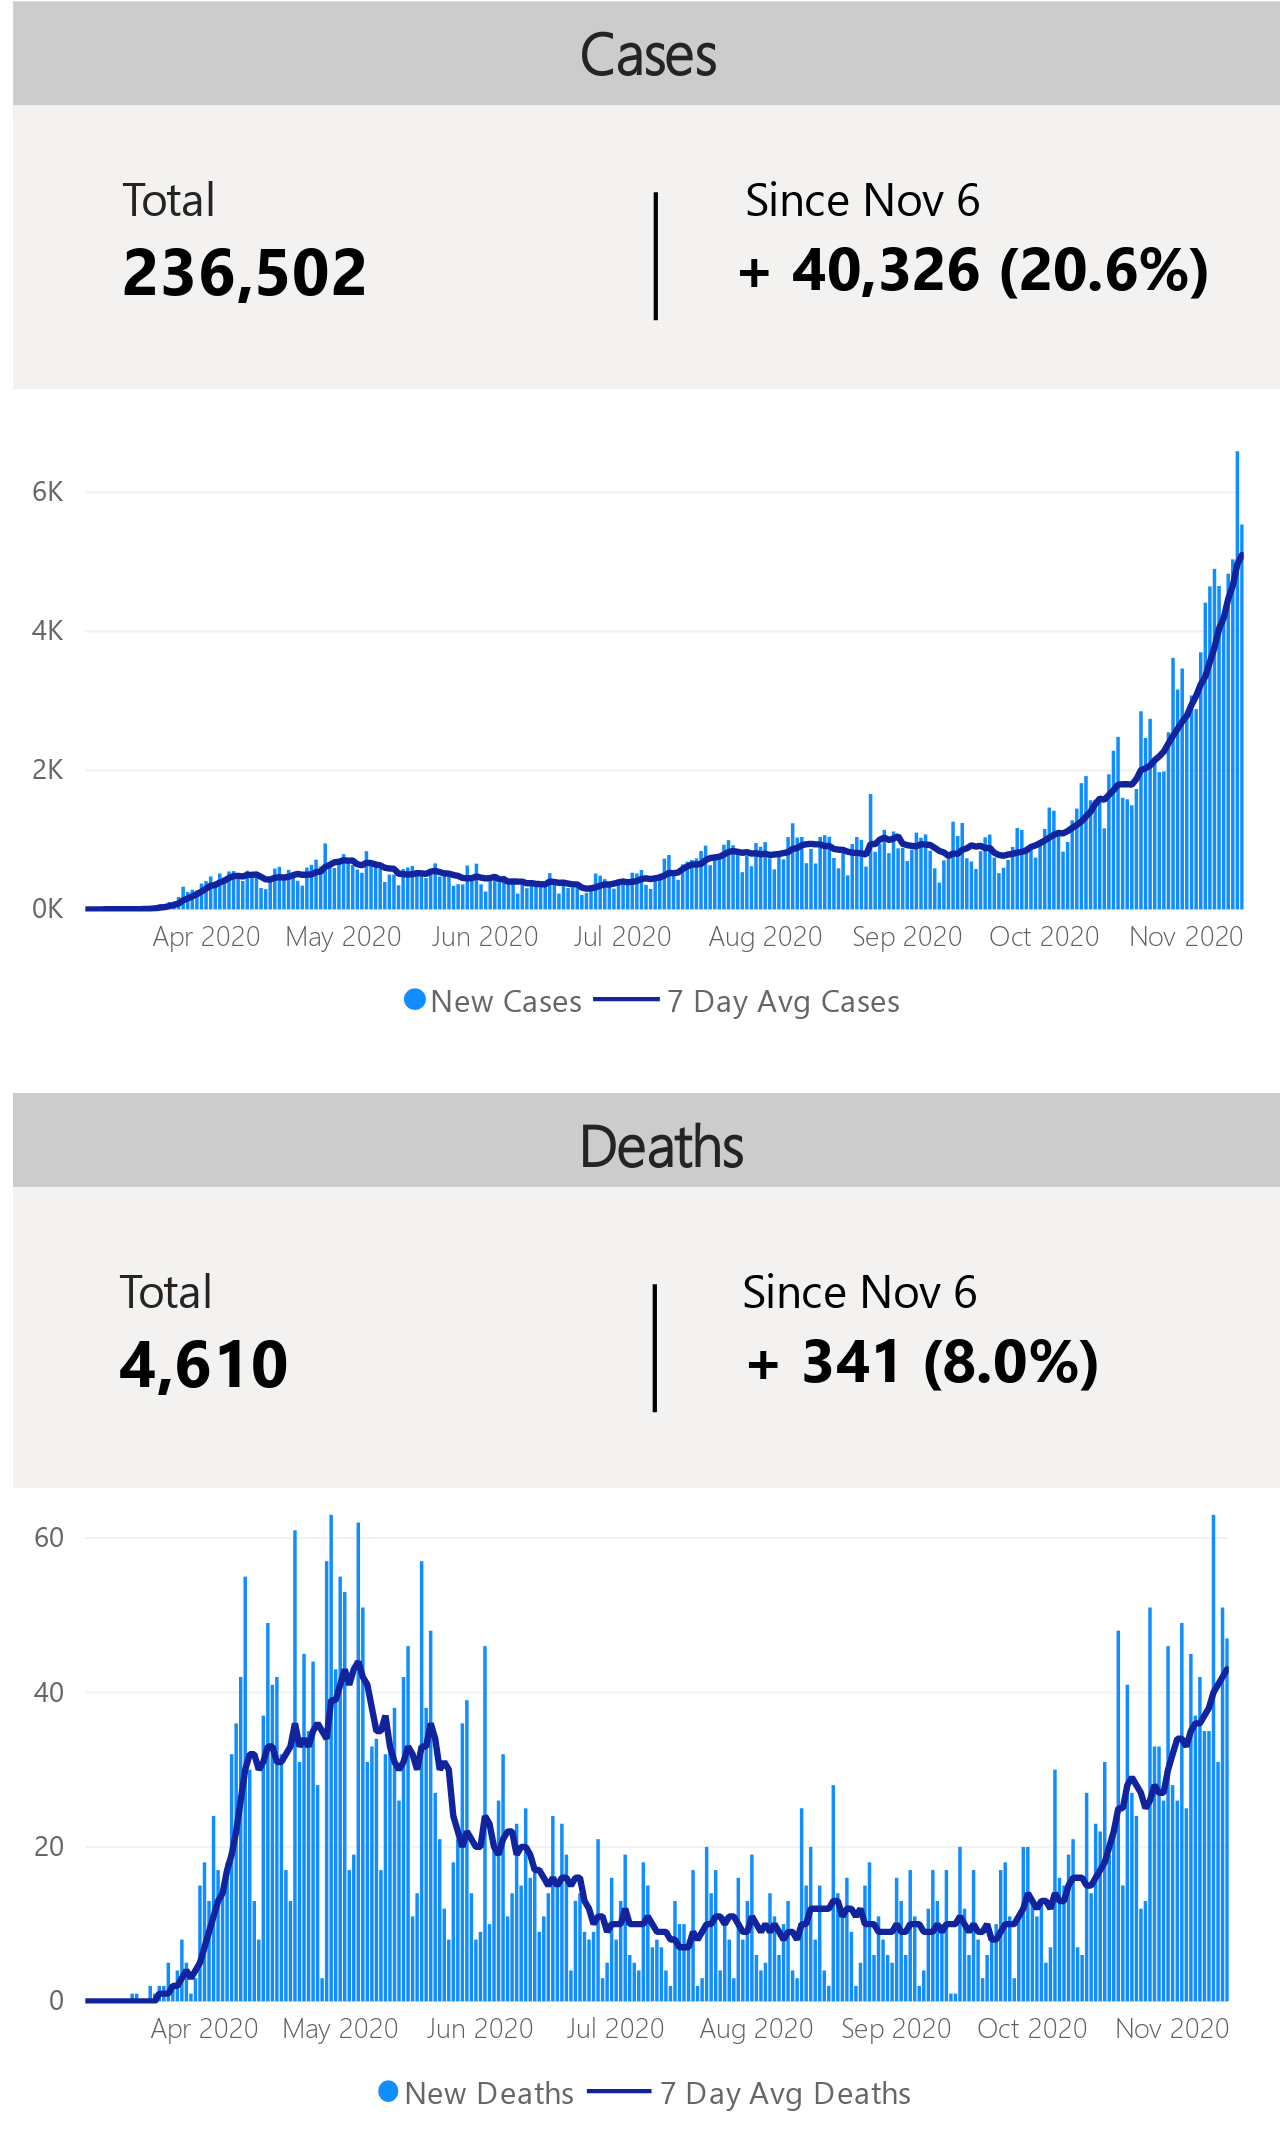 Cases
Total
Since Nov 6
236,502
+ 40,326 (20.6%)
6K
4K
2K
0K
Apr 2020 May 2020 Jun 2020 Jul 2020 Aug 2020 Sep 2020 Oct 2020 Nov 2020
New Cases 7 Day Avg Cases
Deaths
Total
Since Nov 6
4,610
+ 341 (8.0%)
60
40
20
0
Apr 2020 May 2020 Jun 2020 Jul 2020 Aug 2020 Sep 2020 Oct 2020 Nov 2020
New Deaths 7 Day Avg Deaths